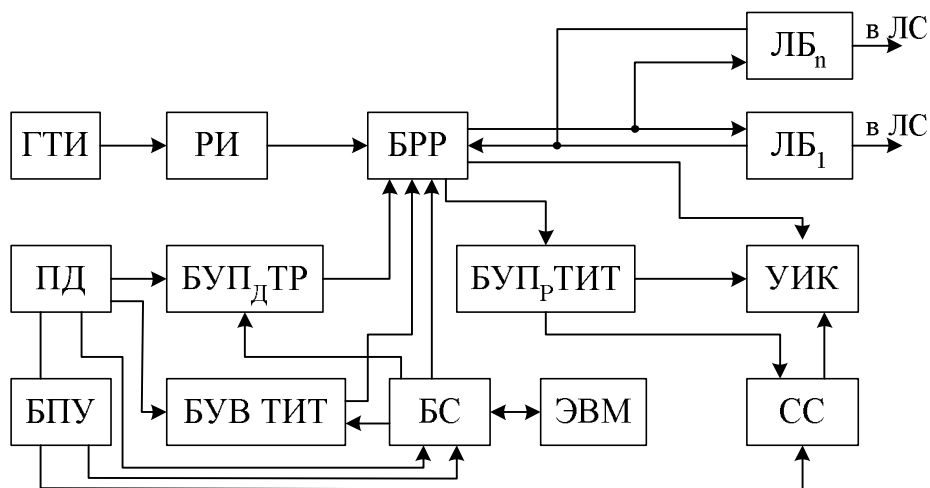 ЛБn
в ЛС
ГТИ
РИ
БРР
ЛБ1
в ЛС
ПД
БУПДТР
БУПРТИТ
УИК
БПУ
БУВ ТИТ
БС
ЭВМ
СС